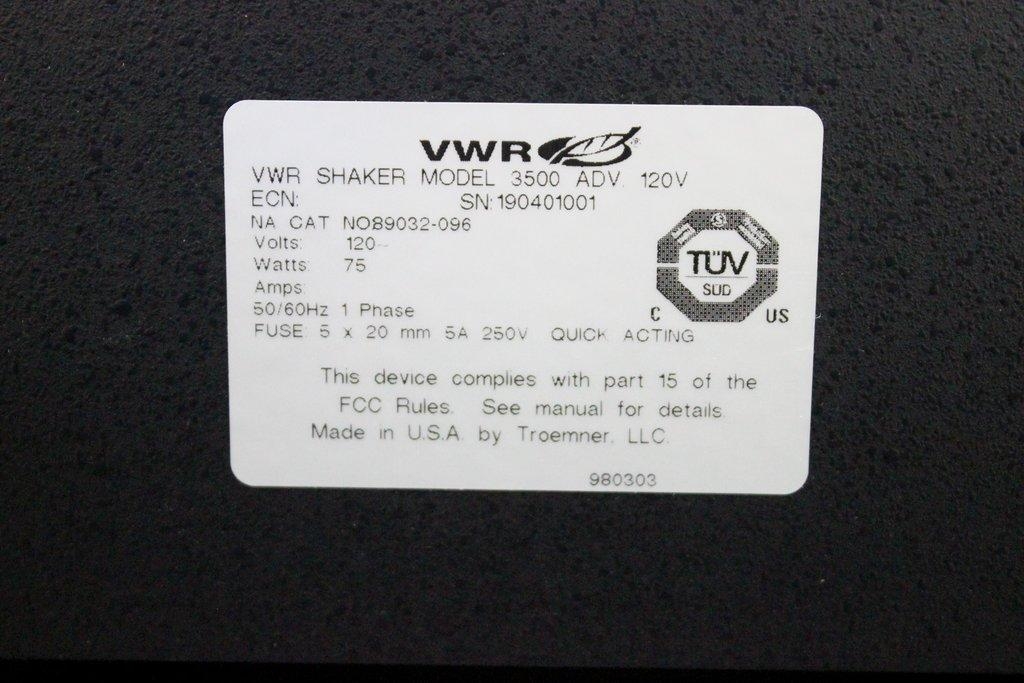 VWR ®
VWR SHAKER MODEL 3500 ADV. 120V
ECN: SN: 190401001
NA CAT NO89032-096
Volts: 120~
Watts: 75
Amps:
50/60Hz 1 Phase
FUSE: 5 x 20 mm 5A 250V QUICK ACTING
TÜV
SÜD
C US
This device complies with part 15 of the
FCC Rules. See manual for details.
Made in U.S.A. by Troemner, LLC.
980303